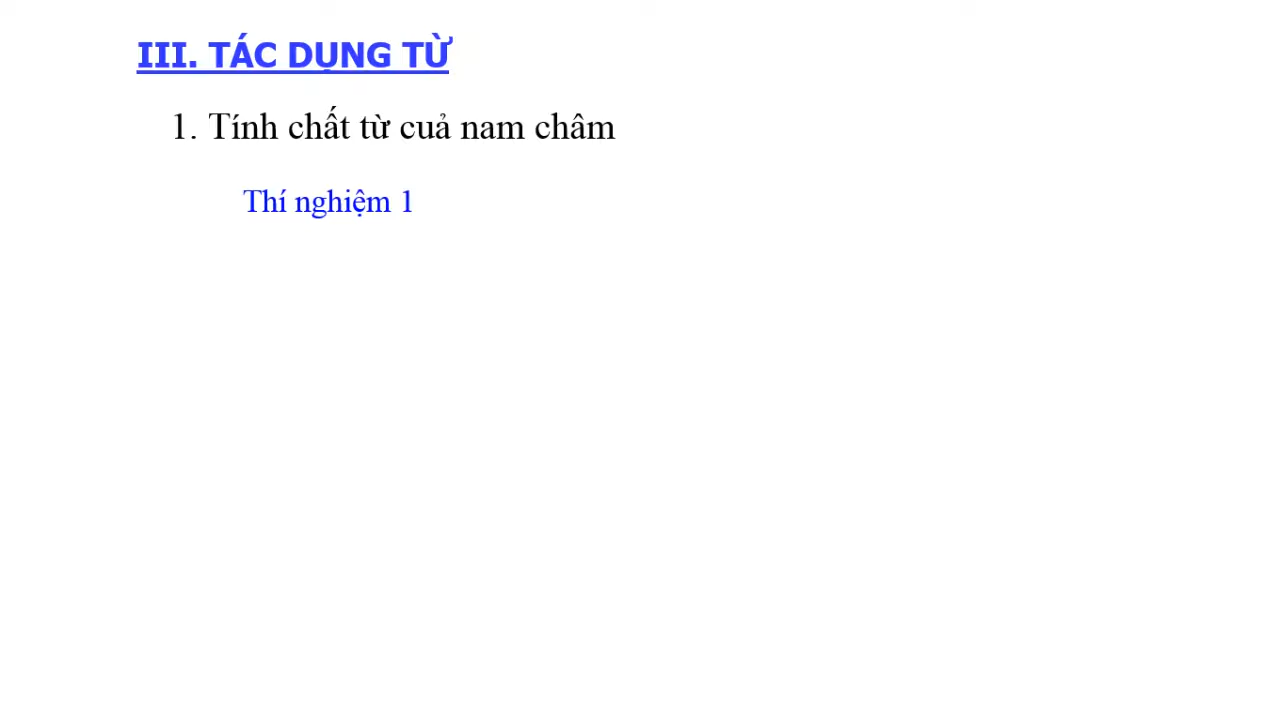 III. TÁC DỤNG TỪ
1. Tính chất từ cuả nam châm
Thí nghiệm 1